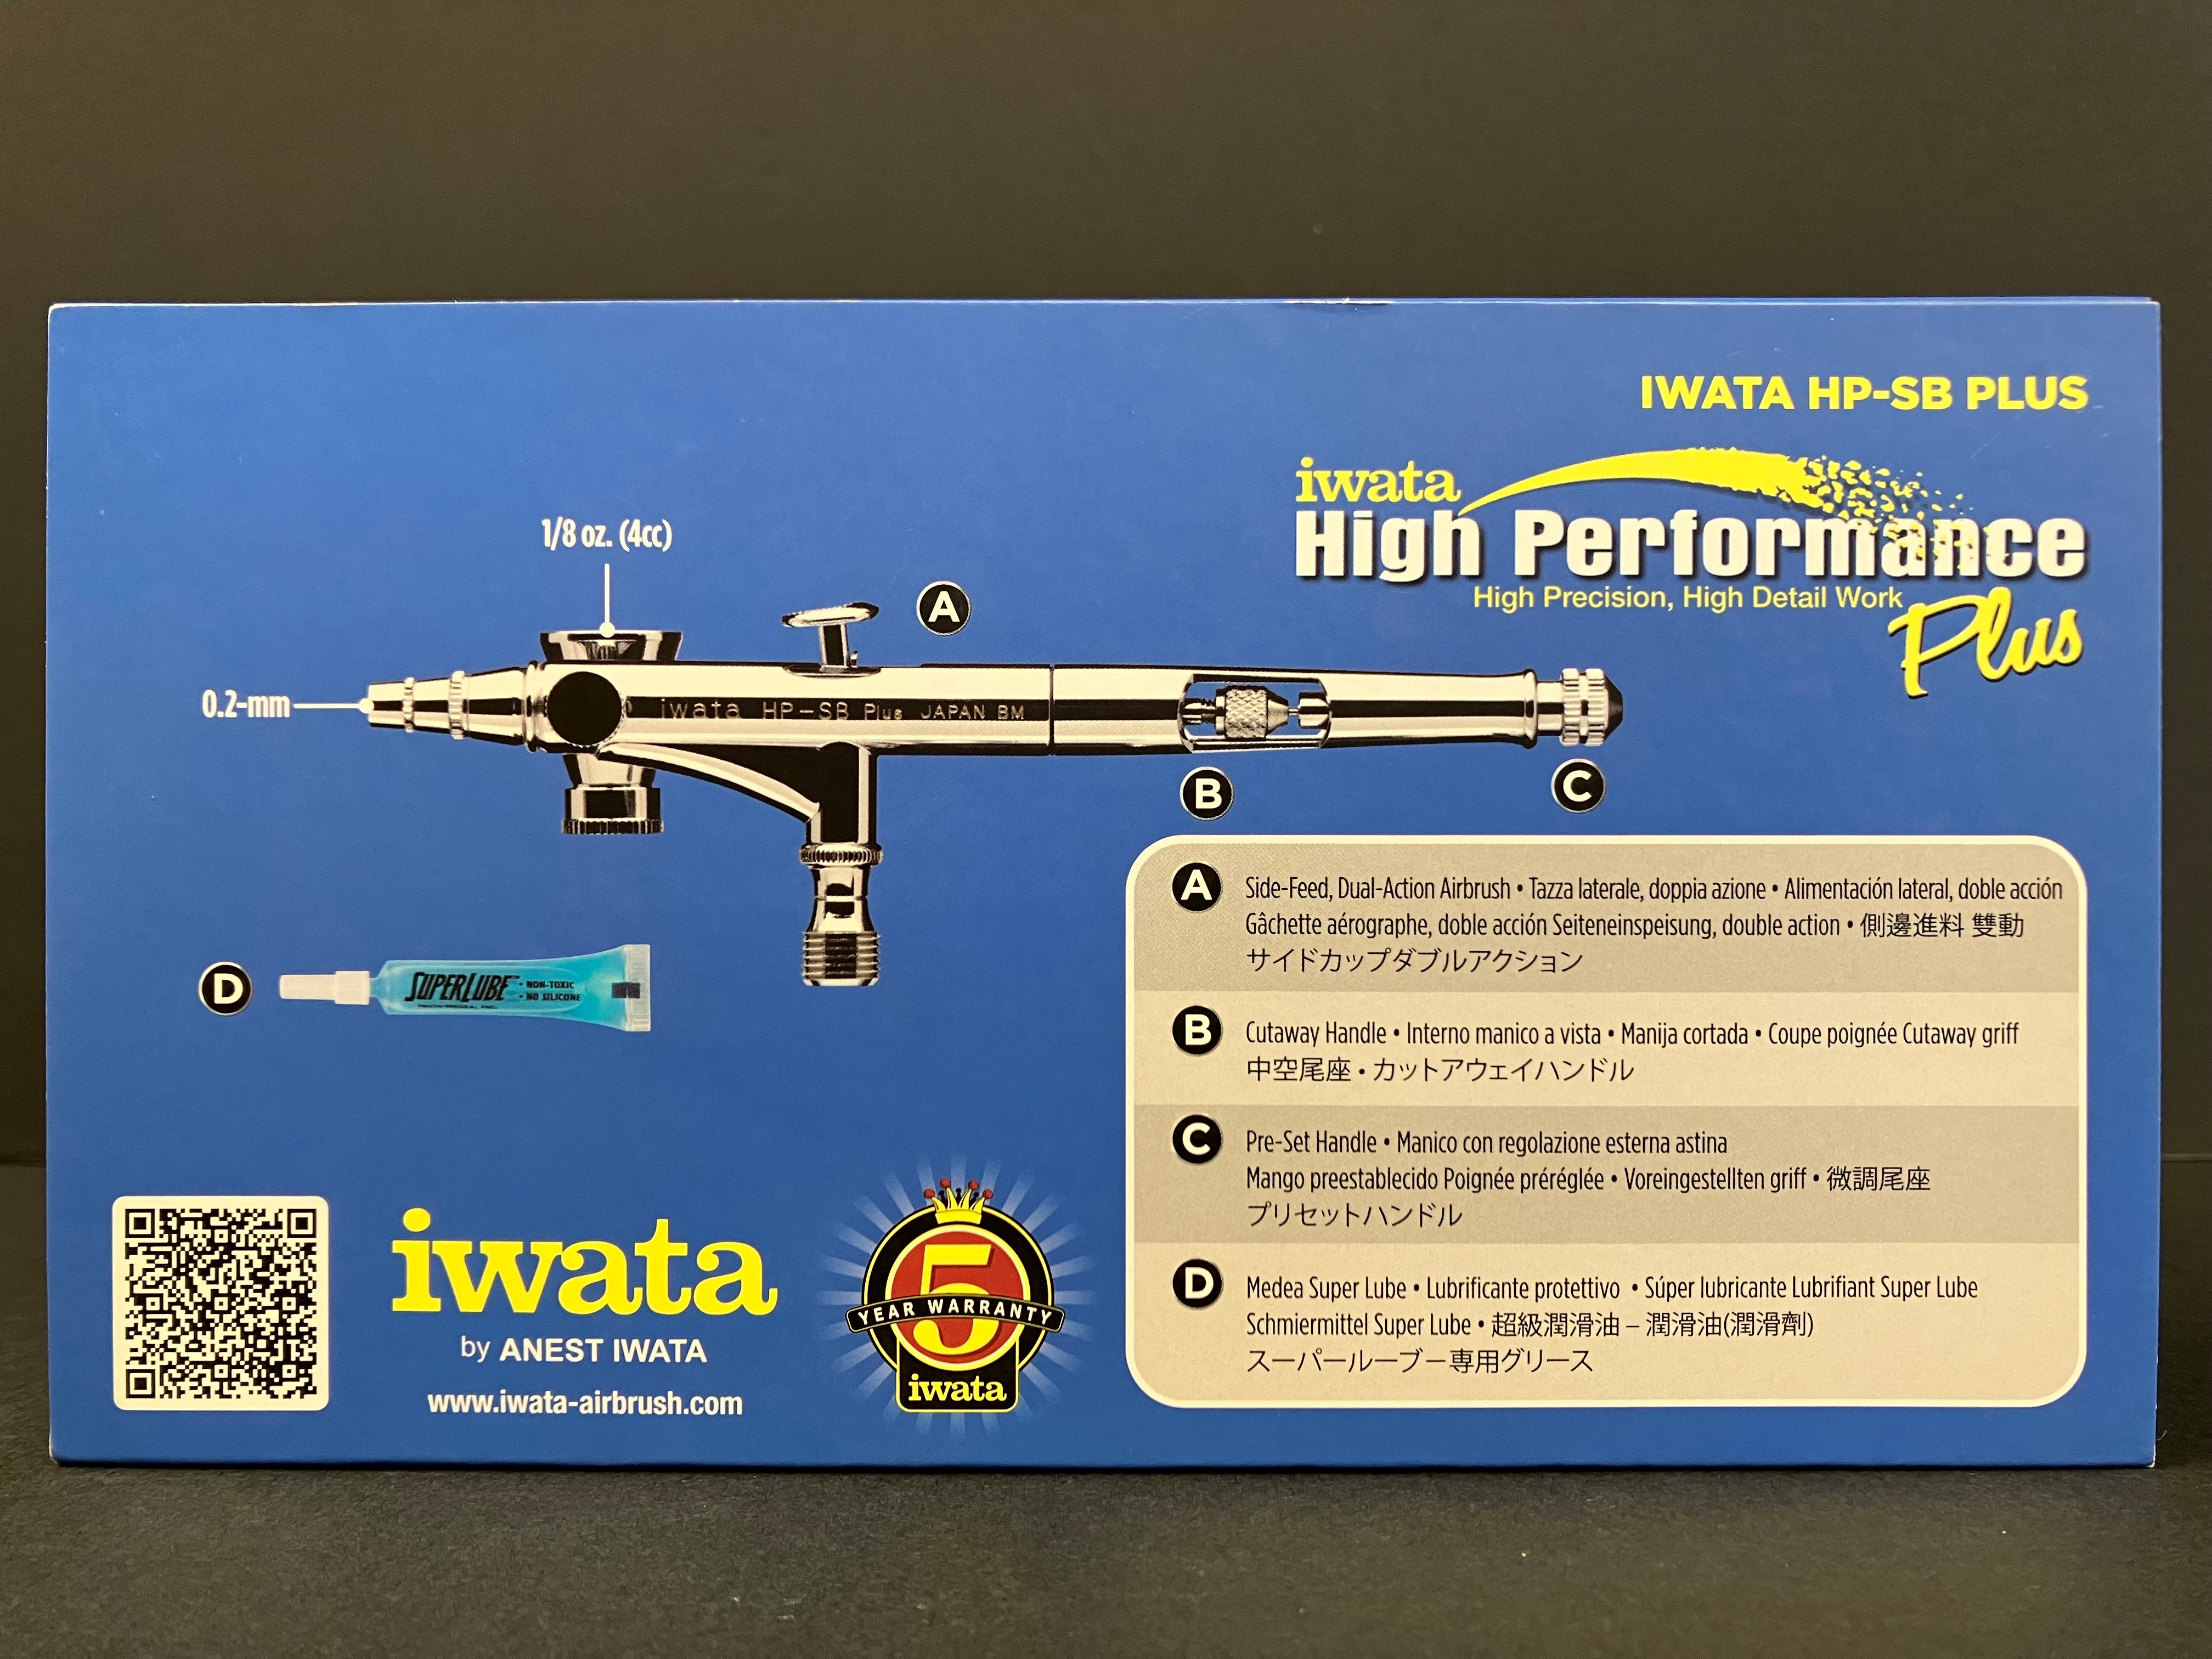 IWATA HP-SB PLUS
iwata
High Performance
High Precision, High Detail Work
Plus
1/8 oz. (4cc)
A
0.2-mm
iwata HP-SB Plus JAPAN BM
B
C
D
SUPERLUBE™
• NON-TOXIC
• NO SILICONE
A Side-Feed, Dual-Action Airbrush • Tazza laterale, doppia azione • Alimentación lateral, doble acción
Gâchette aérographe, doble acción Seiteneinspeisung, double action • 側邊進料 雙動
サイドカップダブルアクション
B Cutaway Handle • Interno manico a vista • Manija cortada • Coupe poignée Cutaway griff
中空尾座 • カットアウェイハンドル
C Pre-Set Handle • Manico con regolazione esterna astina
Mango preestablecido Poignée préréglée • Voreingestellten griff • 微調尾座
プリセットハンドル
D Medea Super Lube • Lubrificante protettivo • Súper lubricante Lubrifiant Super Lube
Schmiermittel Super Lube • 超級潤滑油 – 潤滑油(潤滑劑)
スーパールーブ－専用グリース
iwata
by ANEST IWATA
www.iwata-airbrush.com
5
YEAR WARRANTY
iwata